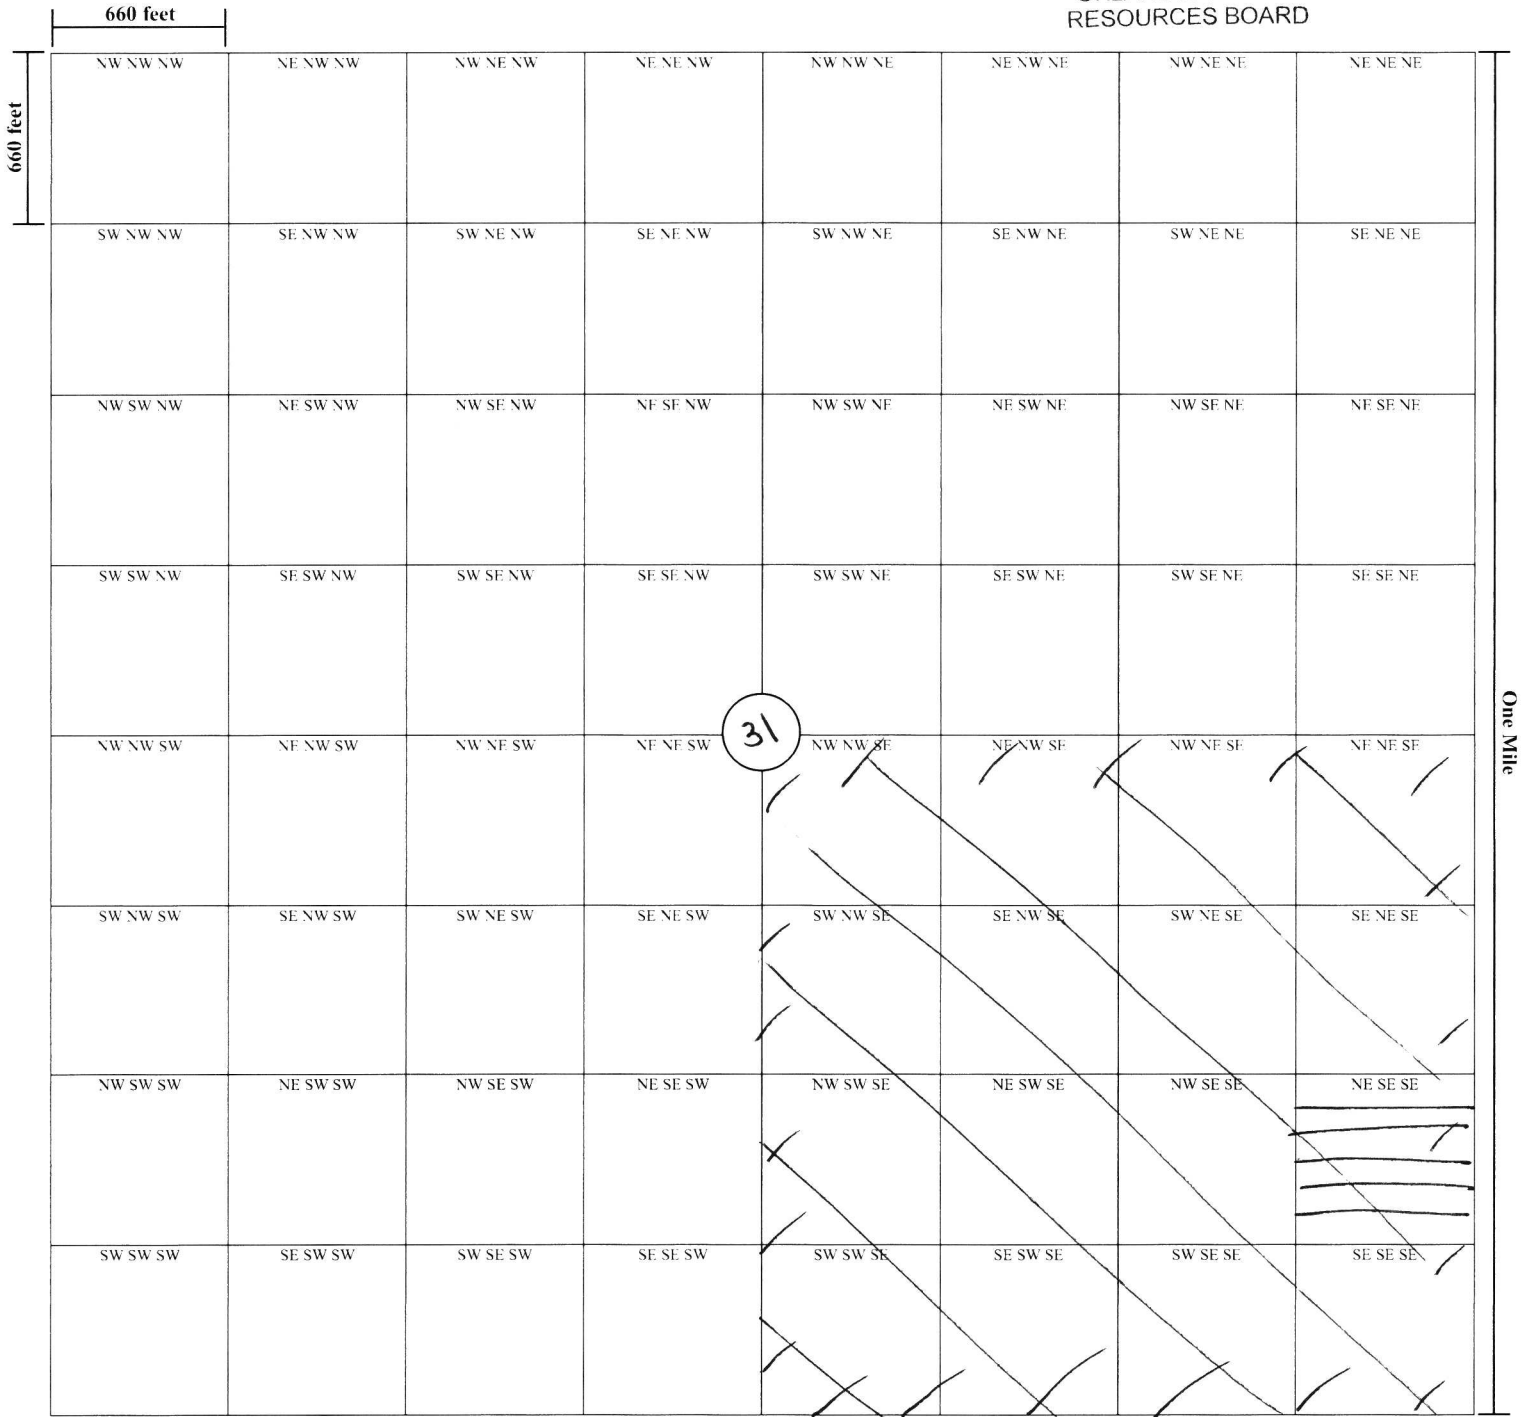 660 feet
RESOURCES BOARD
660 feet
NW NW NW NE NW NW NW NE NW NE NE NW NW NW NE NE NW NE NW NE NE NE NE NE
SW NW NW SE NW NW SW NE NW SE NE NW SW NW NE SE NW NE SW NE NE SE NE NE
NW SW NW NE SW NW NW SE NW NE SE NW NW SW NE NE SW NE NW SE NE NE SE NE
SW SW NW SE SW NW SW SE NW SE SE NW SW SW NE SE SW NE SW SE NE SE SE NE
One Mile
31
NW NW SW NE NW SW NW NE SW NE NE SW NW NW SE NE NW SE NW NE SE NE NE SE
SW NW SW SE NW SW SW NE SW SE NE SW SW NW SE SE NW SE SW NE SE SE NE SE
NW SW SW NE SW SW NW SE SW NE SE SW NW SW SE NE SW SE NW SE SE NE SE SE
SW SW SW SE SW SW SW SE SW SE SE SW SW SW SE SE SW SE SW SE SE SE SE SE